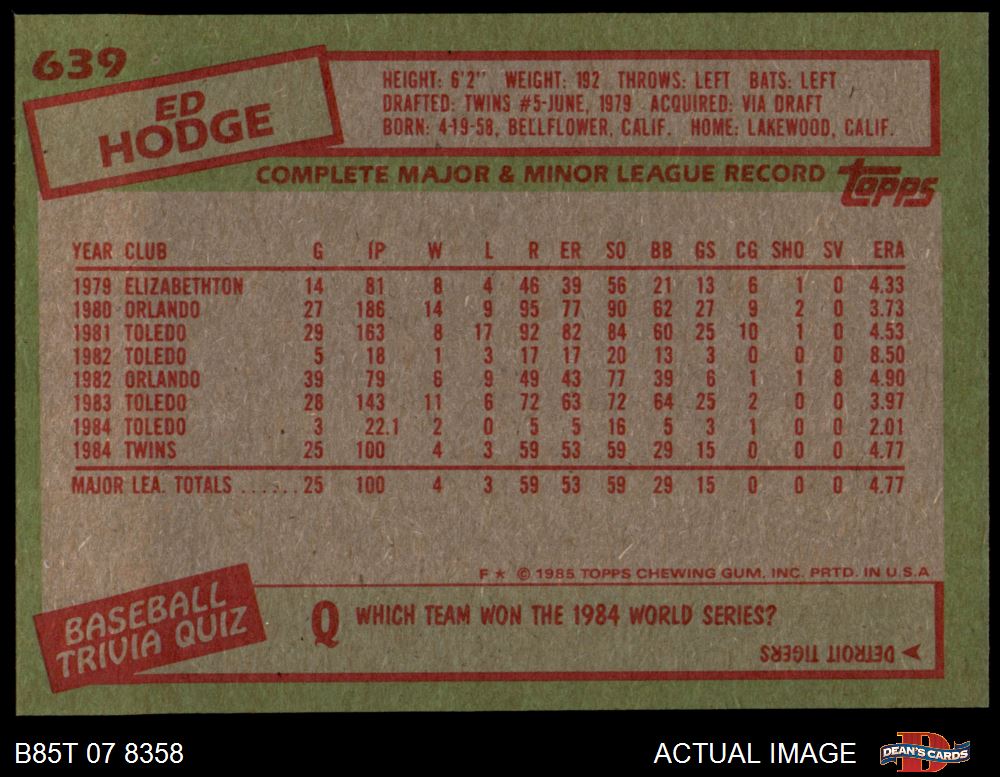 639
ED
HODGE
HEIGHT: 6'2" WEIGHT: 192 THROWS: LEFT BATS: LEFT
DRAFTED: TWINS #5-JUNE, 1979 ACQUIRED: VIA DRAFT
BORN: 4-19-58, BELLFLOWER, CALIF. HOME: LAKEWOOD, CALIF.
COMPLETE MAJOR & MINOR LEAGUE RECORD
topps
YEAR CLUB G IP W L R ER SO BB GS CG SHO SV ERA
1979 ELIZABETHTON 14 81 8 4 46 39 56 21 13 6 1 0 4.33
1980 ORLANDO 27 186 14 9 95 77 90 62 27 9 2 0 3.73
1981 TOLEDO 29 163 8 17 92 82 84 60 25 10 1 0 4.53
1982 TOLEDO 5 18 1 3 17 17 20 13 3 0 0 0 8.50
1982 ORLANDO 39 79 6 9 49 43 77 39 6 1 1 8 4.90
1983 TOLEDO 28 143 11 6 72 63 72 64 25 2 0 0 3.97
1984 TOLEDO 3 22.1 2 0 5 5 16 5 3 1 0 0 2.01
1984 TWINS 25 100 4 3 59 53 59 29 15 0 0 0 4.77
MAJOR LEA. TOTALS ...... 25 100 4 3 59 53 59 29 15 0 0 0 4.77
F★ © 1985 TOPPS CHEWING GUM, INC. PRTD. IN U.S.A
BASEBALL
TRIVIA QUIZ
Q WHICH TEAM WON THE 1984 WORLD SERIES?
DETROIT TIGERS
B85T 07 8358
ACTUAL IMAGE
D
DEAN'S CARDS